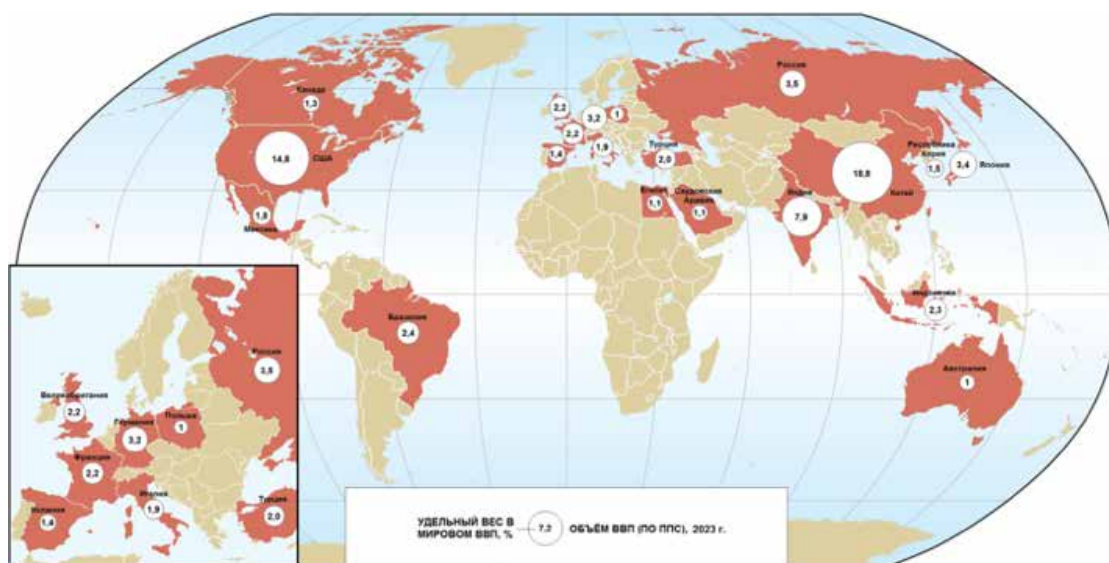 Россия
3,5
Канада
1,3
2,2
3,2
1
2,2
14,8
США
1,4
1,9
Турция
2,0
Республика
Корея
1,5
3,4
Япония
18,8
Китай
Египет
1,1
Саудовская
Аравия
1,1
Индия
7,9
1,8
Мексика
Индонезия
2,3
Бразилия
2,4
Австралия
1
Россия
3,5
Великобритания
2,2
Германия
3,2
Польша
1
Франция
2,2
Италия
1,9
Турция
2,0
Испания
1,4
УДЕЛЬНЫЙ ВЕС В
МИРОВОМ ВВП, %
7,2
ОБЪЁМ ВВП (ПО ППС), 2023 г.